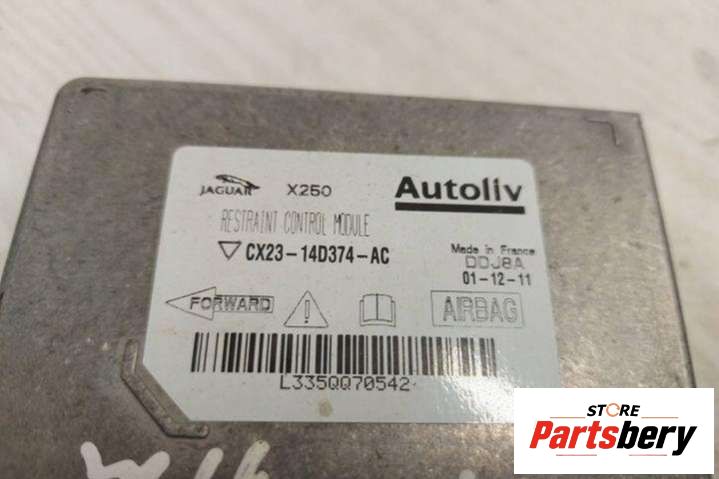 JAGUAR X250 Autoliv
RESTRAINT CONTROL MODULE
CX23-14D374-AC
Made in France
DDJ8A
01-12-11
FORWARD AIRBAG
L335QQ70542
STORE
Partsbery